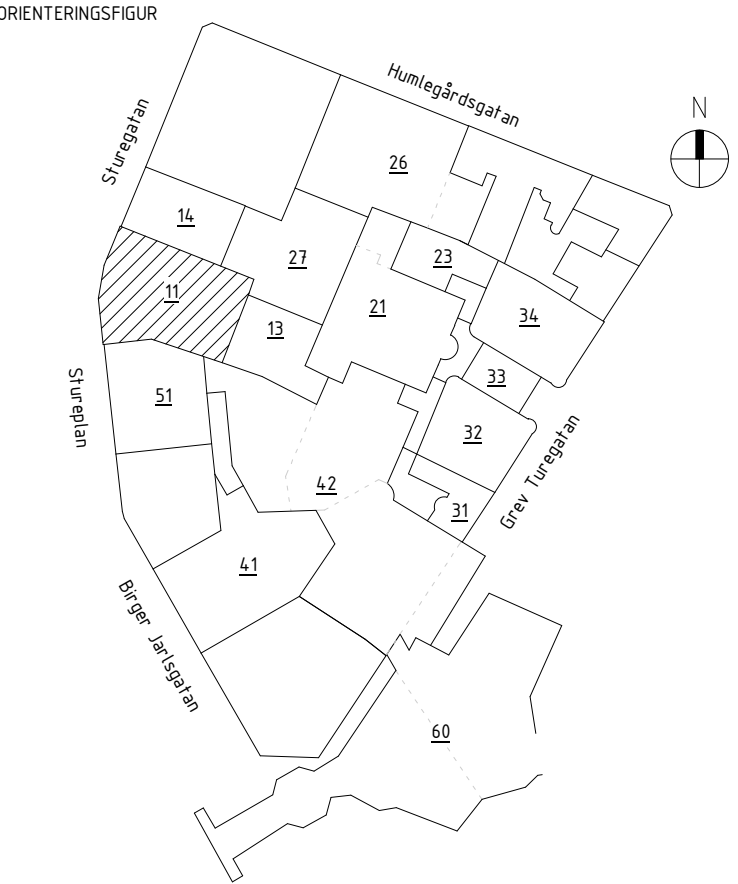 ORIENTERINGSFIGUR
Humlegårdsgatan
N
Sturegatan
26
14
23
27
11
21
34
13
33
Stureplan
51
32
Grev Turegatan
42
31
41
Birger Jarlsgatan
60